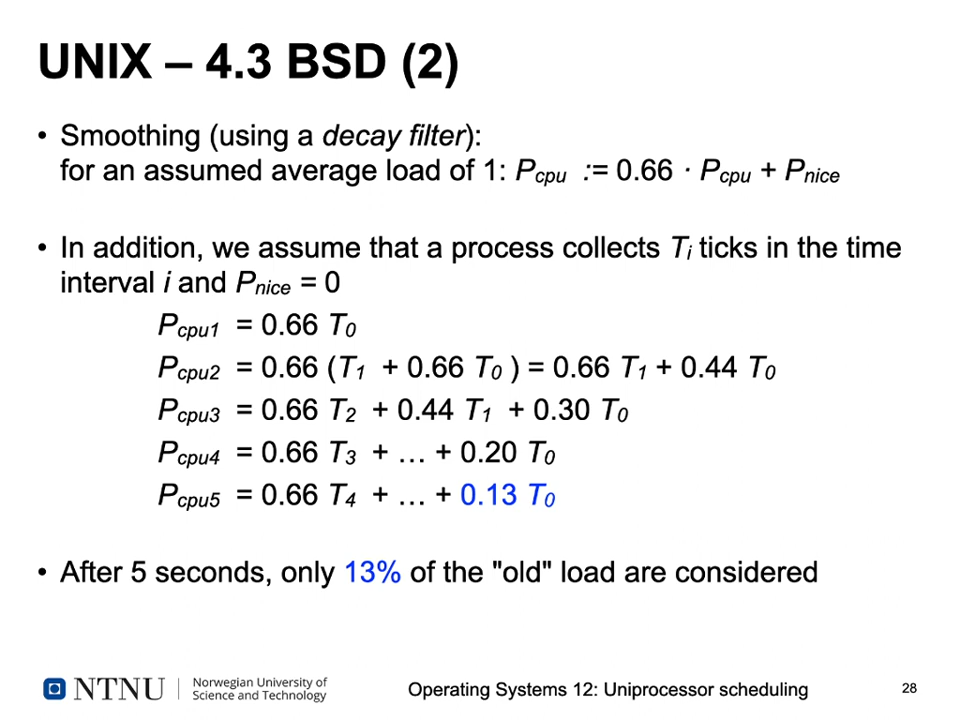 UNIX – 4.3 BSD (2)
• Smoothing (using a decay filter):
for an assumed average load of 1: Pcpu := 0.66 · Pcpu + Pnice
• In addition, we assume that a process collects Ti ticks in the time
interval i and Pnice = 0
Pcpu1 = 0.66 T0
Pcpu2 = 0.66 (T1 + 0.66 T0 ) = 0.66 T1 + 0.44 T0
Pcpu3 = 0.66 T2 + 0.44 T1 + 0.30 T0
Pcpu4 = 0.66 T3 + … + 0.20 T0
Pcpu5 = 0.66 T4 + … + 0.13 T0
• After 5 seconds, only 13% of the "old" load are considered
NTNU
Norwegian University of
Science and Technology
Operating Systems 12: Uniprocessor scheduling
28